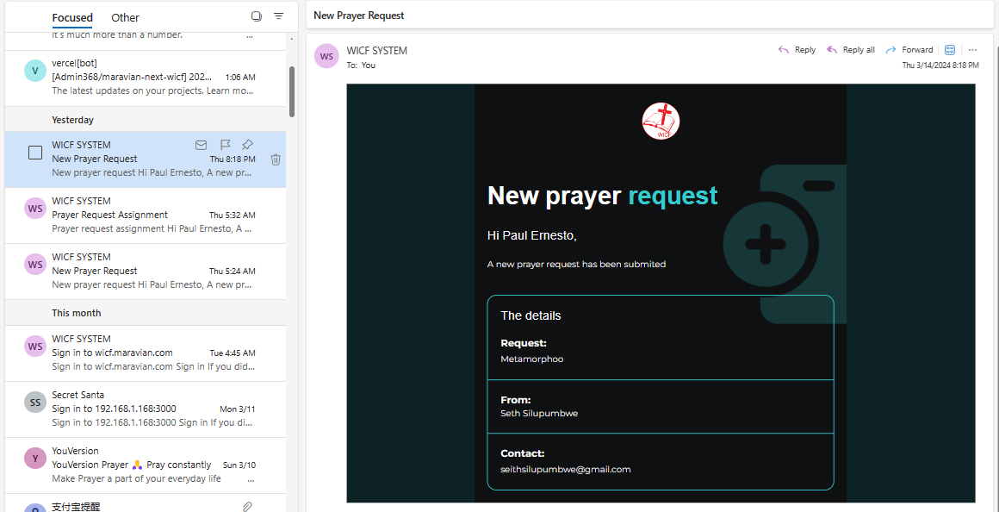 Focused
Other
It's much more than a number.
...
V
vercel[bot]
[Admin368/maravian-next-wicf] 202...
1:06 AM
The latest updates on your projects. Learn mo...
Yesterday
WICF SYSTEM
New Prayer Request
Thu 8:18 PM
New prayer request Hi Paul Ernesto, A new pr...
WS
WICF SYSTEM
Prayer Request Assignment
Thu 5:32 AM
Prayer request assignment Hi Paul Ernesto, A ...
WS
WICF SYSTEM
New Prayer Request
Thu 5:24 AM
New prayer request Hi Paul Ernesto, A new pr...
This month
WS
WICF SYSTEM
Sign in to wicf.maravian.com
Tue 4:45 AM
Sign in to wicf.maravian.com Sign in If you did...
SS
Secret Santa
Sign in to 192.168.1.168:3000
Mon 3/11
Sign in to 192.168.1.168:3000 Sign in If you di...
Y
YouVersion
YouVersion Prayer 🙏 Pray constantly
Sun 3/10
Make Prayer a part of your everyday life
...
支付宝提醒
New Prayer Request
WS
WICF SYSTEM
To: You
Reply
Reply all
Forward
...
Thu 3/14/2024 8:18 PM
WICF
New prayer request
Hi Paul Ernesto,
A new prayer request has been submited
The details
Request:
Metamorphoo
From:
Seth Silupumbwe
Contact:
seithsilupumbwe@gmail.com